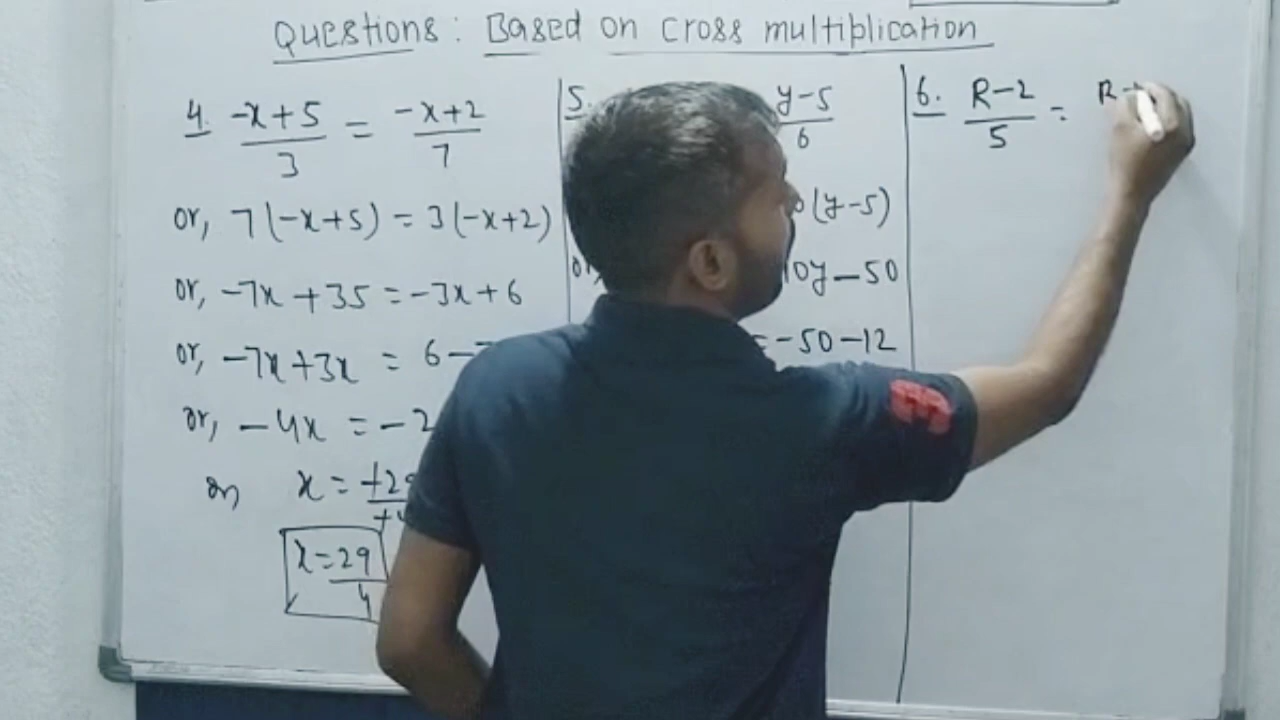 Questions: Based on cross multiplication
4. -x+5/3 = -x+2/7
or, 7(-x+5) = 3(-x+2)
or, -7x+35 = -3x+6
or, -7x+3x = 6-
or, -4x = -2
or x = +29/+4
x = 29/4
5.
y-5/6
(y-5)
10y-50
= -50-12
6. R-2/5 = R